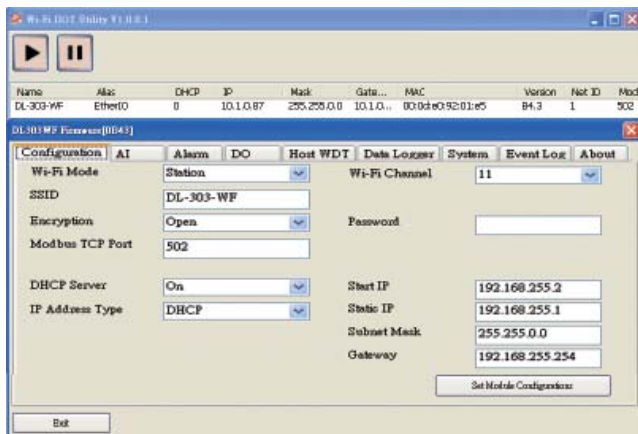 Wi-Fi DOT Utility V1.0.0.1
Name Alas DHCP IP Mask Gate... MAC Version Net ID Mod
DL-303-WF EtherIO 0 10.1.0.87 255.255.0.0 10.1.0... 00:0d:e0:92:01:e5 B4.3 1 502
DL303WF Firmware[0B43]
Configuration AI Alarm DO Host WDT Data Logger System Event Log About
Wi-Fi Mode Station Wi-Fi Channel 11
SSID DL-303-WF
Encryption Open Password
Modbus TCP Port 502
DHCP Server On Start IP 192.168.255.2
IP Address Type DHCP Static IP 192.168.255.1
Subnet Mask 255.255.0.0
Gateway 192.168.255.254
Set Module Configurations
Exit